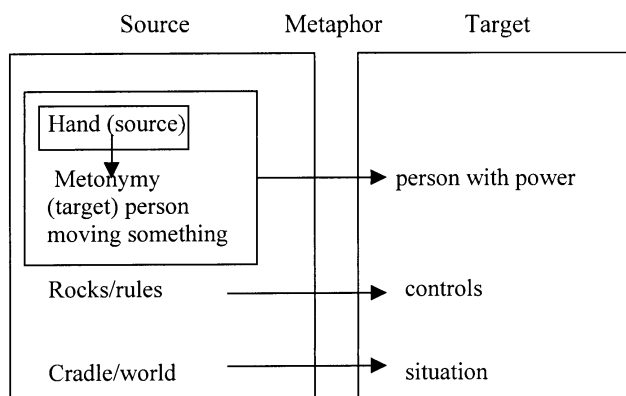 Source Metaphor Target
Hand (source)
Metonymy
(target) person
moving something
person with power
Rocks/rules controls
Cradle/world situation